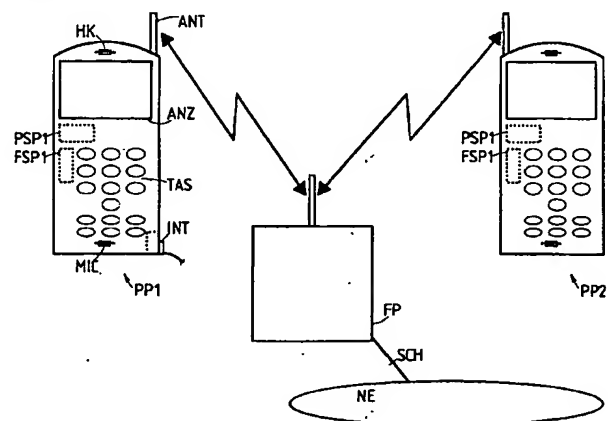 HK
ANT
ANZ
PSP1
FSP1
TAS
INT
MIC
PP1
PSP1
FSP1
PP2
FP
SCH
NE